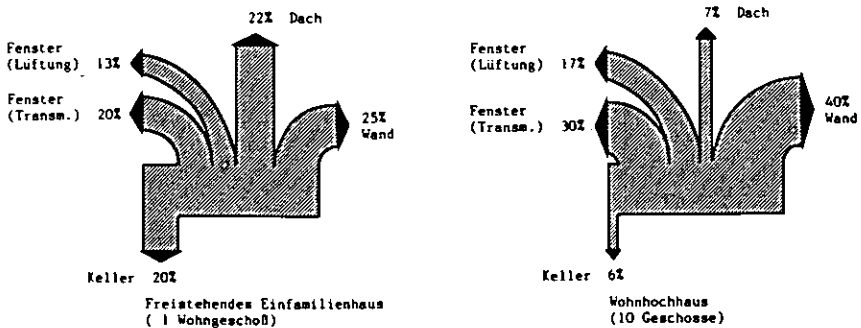 22% Dach
Fenster
(Lüftung) 13%
Fenster
(Transm.) 20%
25%
Wand
Keller 20%
Freistehendes Einfamilienhaus
( 1 Wohngeschoß)
7% Dach
Fenster
(Lüftung) 17%
Fenster
(Transm.) 30%
40%
Wand
Keller 6%
Wohnhochhaus
(10 Geschosse)